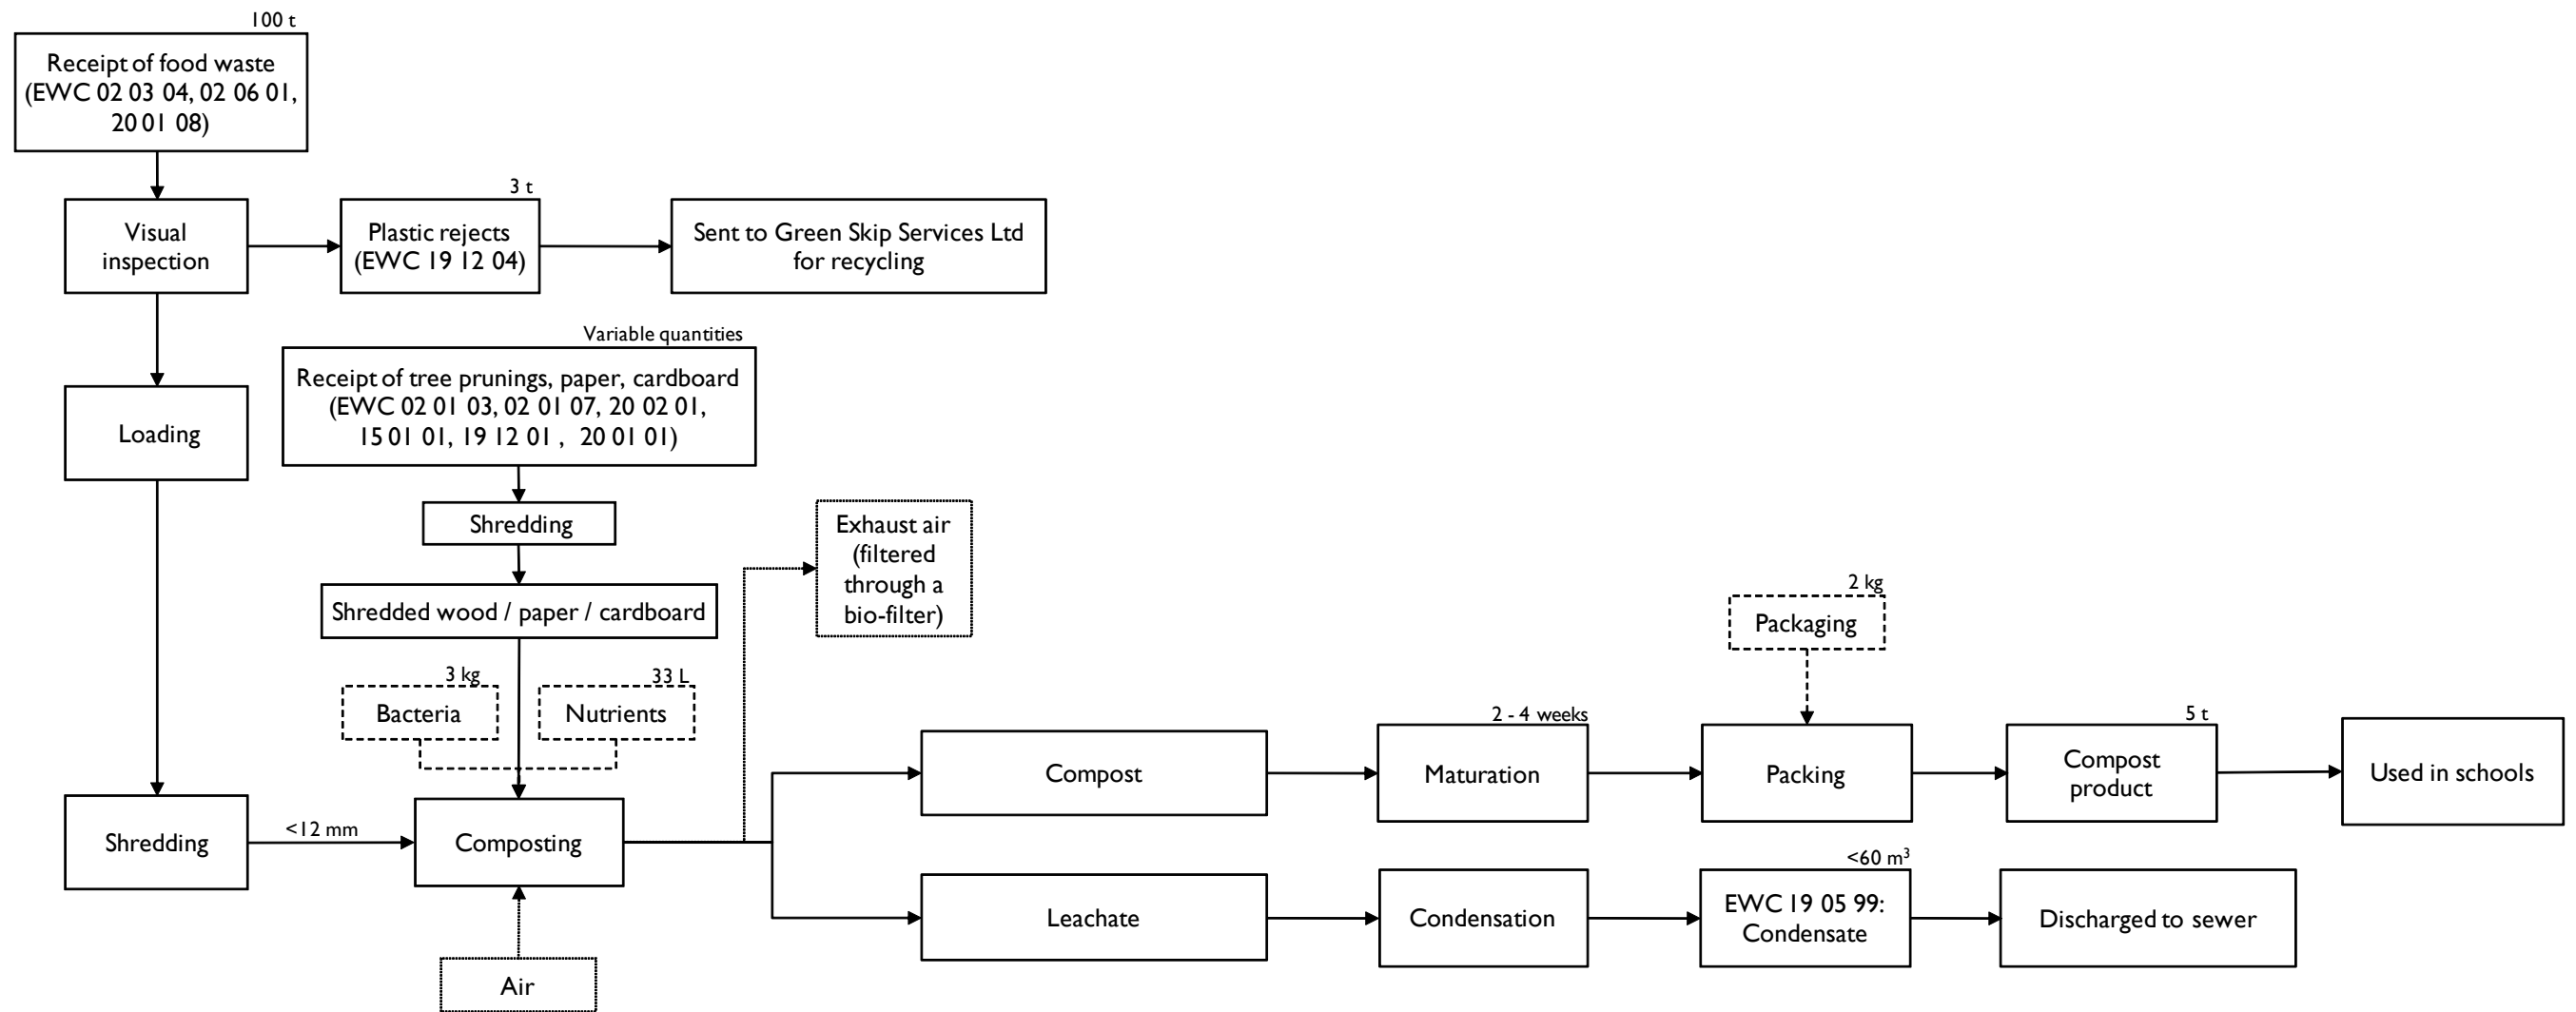 100 t
Receipt of food waste
(EWC 02 03 04, 02 06 01,
20 01 08)
Visual
inspection
3 t
Plastic rejects
(EWC 19 12 04)
Sent to Green Skip Services Ltd
for recycling
Loading
Variable quantities
Receipt of tree prunings, paper, cardboard
(EWC 02 01 03, 02 01 07, 20 02 01,
15 01 01, 19 12 01 , 20 01 01)
Shredding
Shredded wood / paper / cardboard
3 kg
Bacteria
33 L
Nutrients
Shredding
<12 mm
Composting
Air
Exhaust air
(filtered
through a
bio-filter)
Compost
2 - 4 weeks
Maturation
2 kg
Packaging
Packing
5 t
Compost
product
Used in schools
Leachate
Condensation
<60 m³
EWC 19 05 99:
Condensate
Discharged to sewer